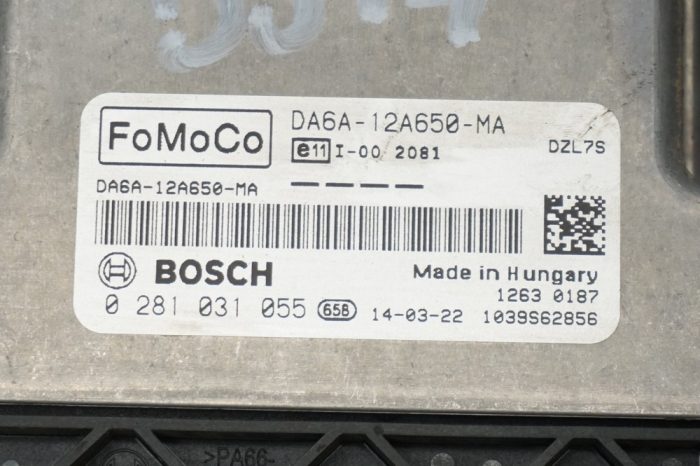 FoMoCo
DA6A-12A650-MA
e11 I-00 2081
DZL7S
DA6A-12A650-MA
BOSCH
Made in Hungary
1263 0187
0 281 031 055 658 14-03-22 1039S62856
>PA66-